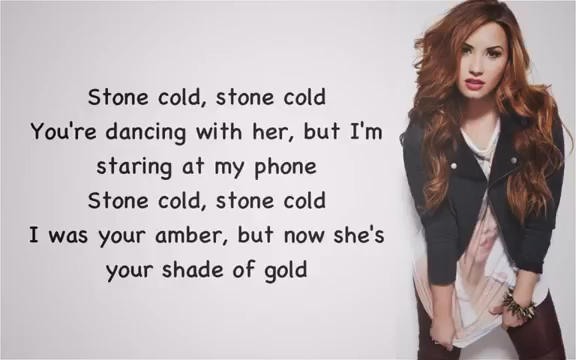 Stone cold, stone cold
You're dancing with her, but I'm
staring at my phone
Stone cold, stone cold
I was your amber, but now she's
your shade of gold